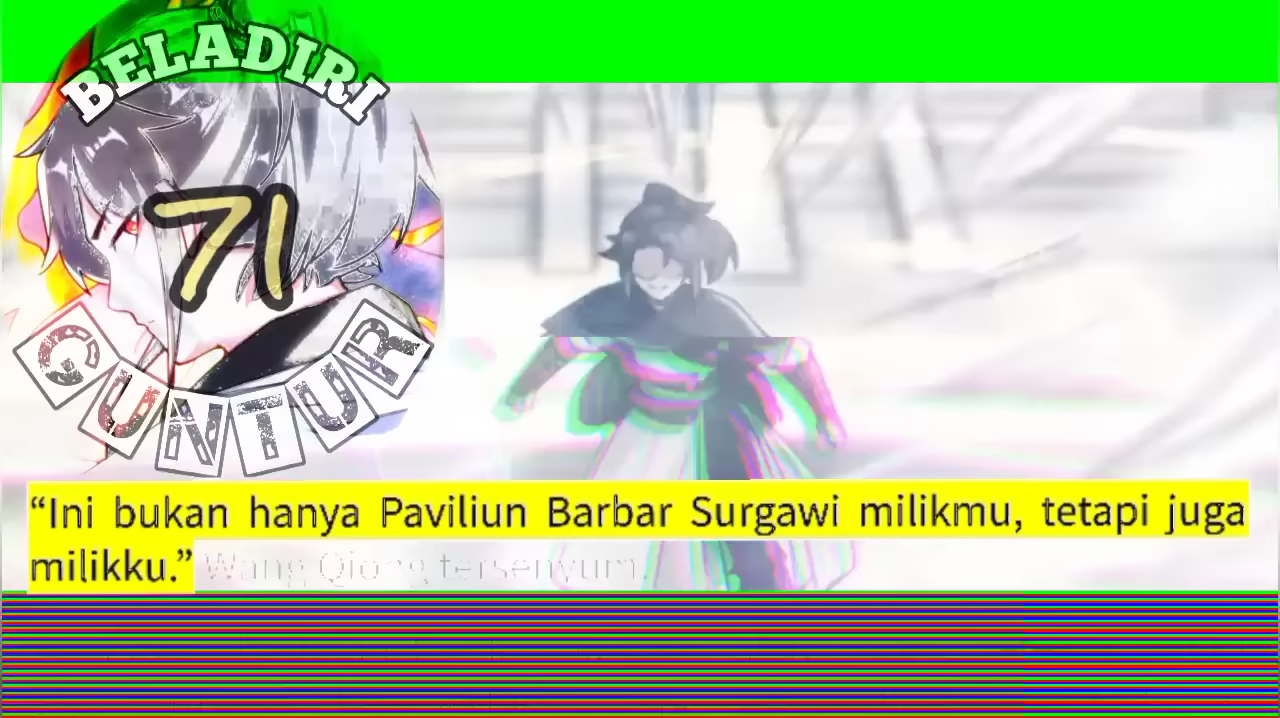 BELADIRI
71
GUNTUR
“Ini bukan hanya Paviliun Barbar Surgawi milikmu, tetapi juga
milikku.” Wang Qiong tersenyum.